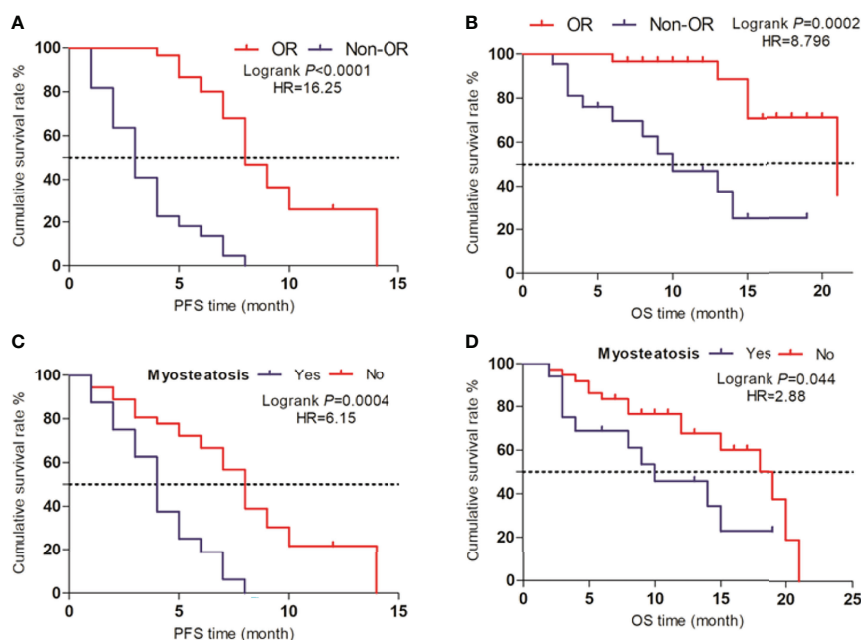 A
OR Non-OR
Logrank P<0.0001
HR=16.25
Cumulative survival rate %
100
80
60
40
20
0
0 5 10 15
PFS time (month)
B
OR Non-OR
Logrank P=0.0002
HR=8.796
Cumulative survival rate %
100
80
60
40
20
0
0 5 10 15 20
OS time (month)
C
Myosteatosis Yes No
Logrank P=0.0004
HR=6.15
Cumulative survival rate %
100
80
60
40
20
0
0 5 10 15
PFS time (month)
D
Myosteatosis Yes No
Logrank P=0.044
HR=2.88
Cumulative survival rate %
100
80
60
40
20
0
0 5 10 15 20 25
OS time (month)